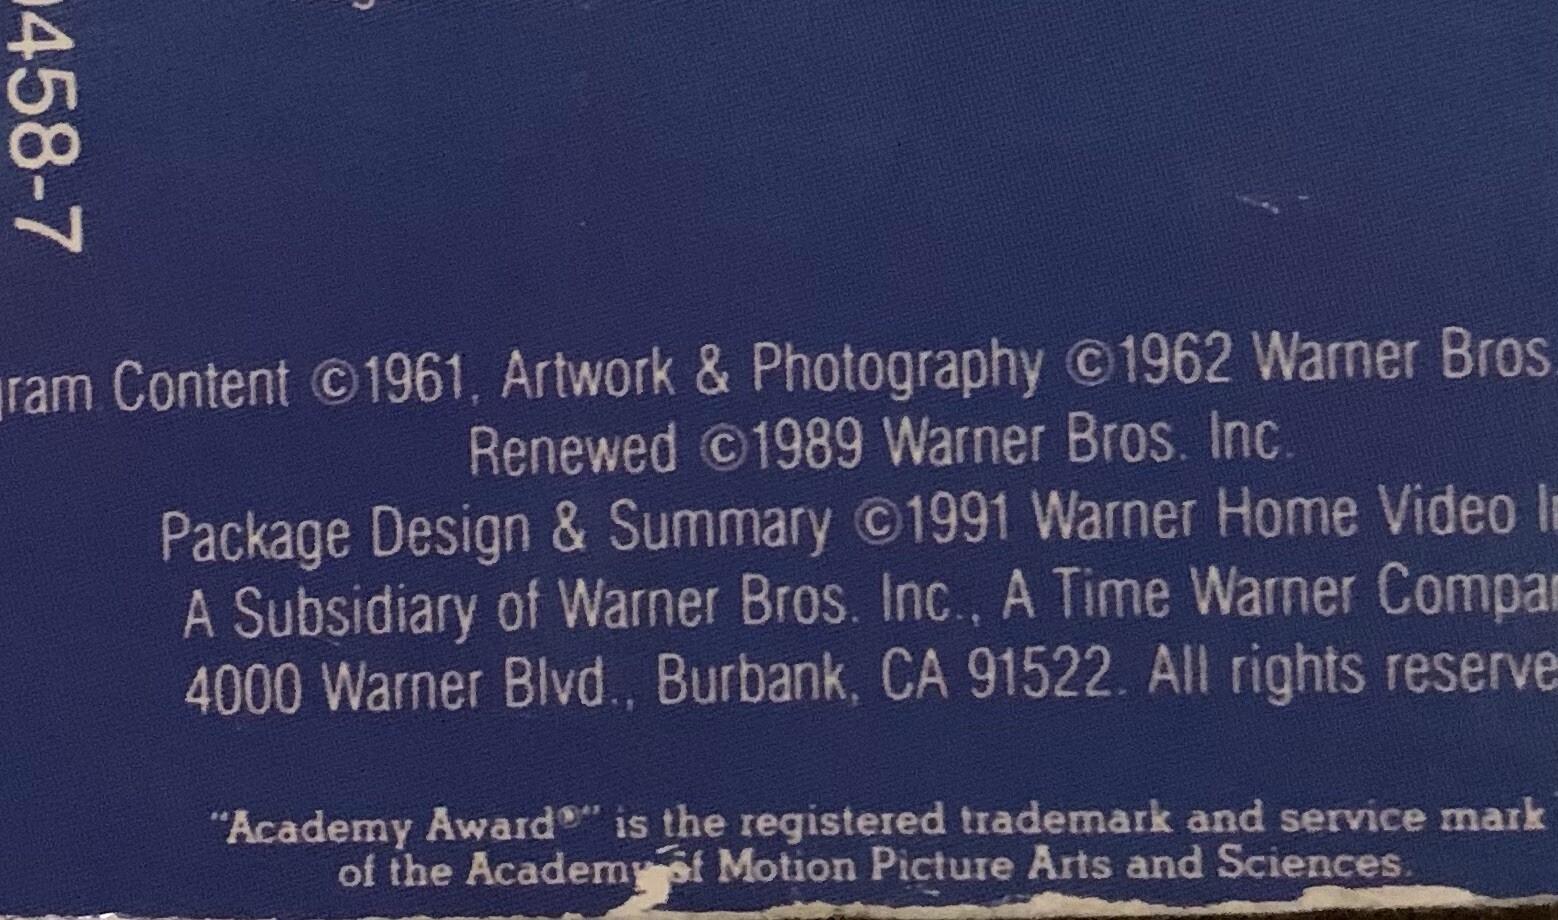 458-7
Content ©1961, Artwork & Photography ©1962 Warner Bros.
Renewed ©1989 Warner Bros. Inc.
Package Design & Summary ©1991 Warner Home Video
A Subsidiary of Warner Bros. Inc., A Time Warner
4000 Warner Blvd., Burbank, CA 91522. All rights
"Academy Award®" is the registered trademark and service mark
of the Academy of Motion Picture Arts and Sciences.